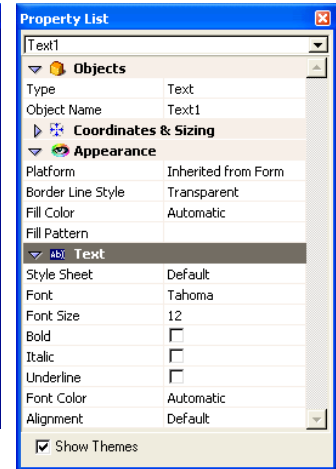 Property List
Text1
Objects
Type Text
Object Name Text1
Coordinates & Sizing
Appearance
Platform Inherited from Form
Border Line Style Transparent
Fill Color Automatic
Fill Pattern
ABI Text
Style Sheet Default
Font Tahoma
Font Size 12
Bold
Italic
Underline
Font Color Automatic
Alignment Default
Show Themes